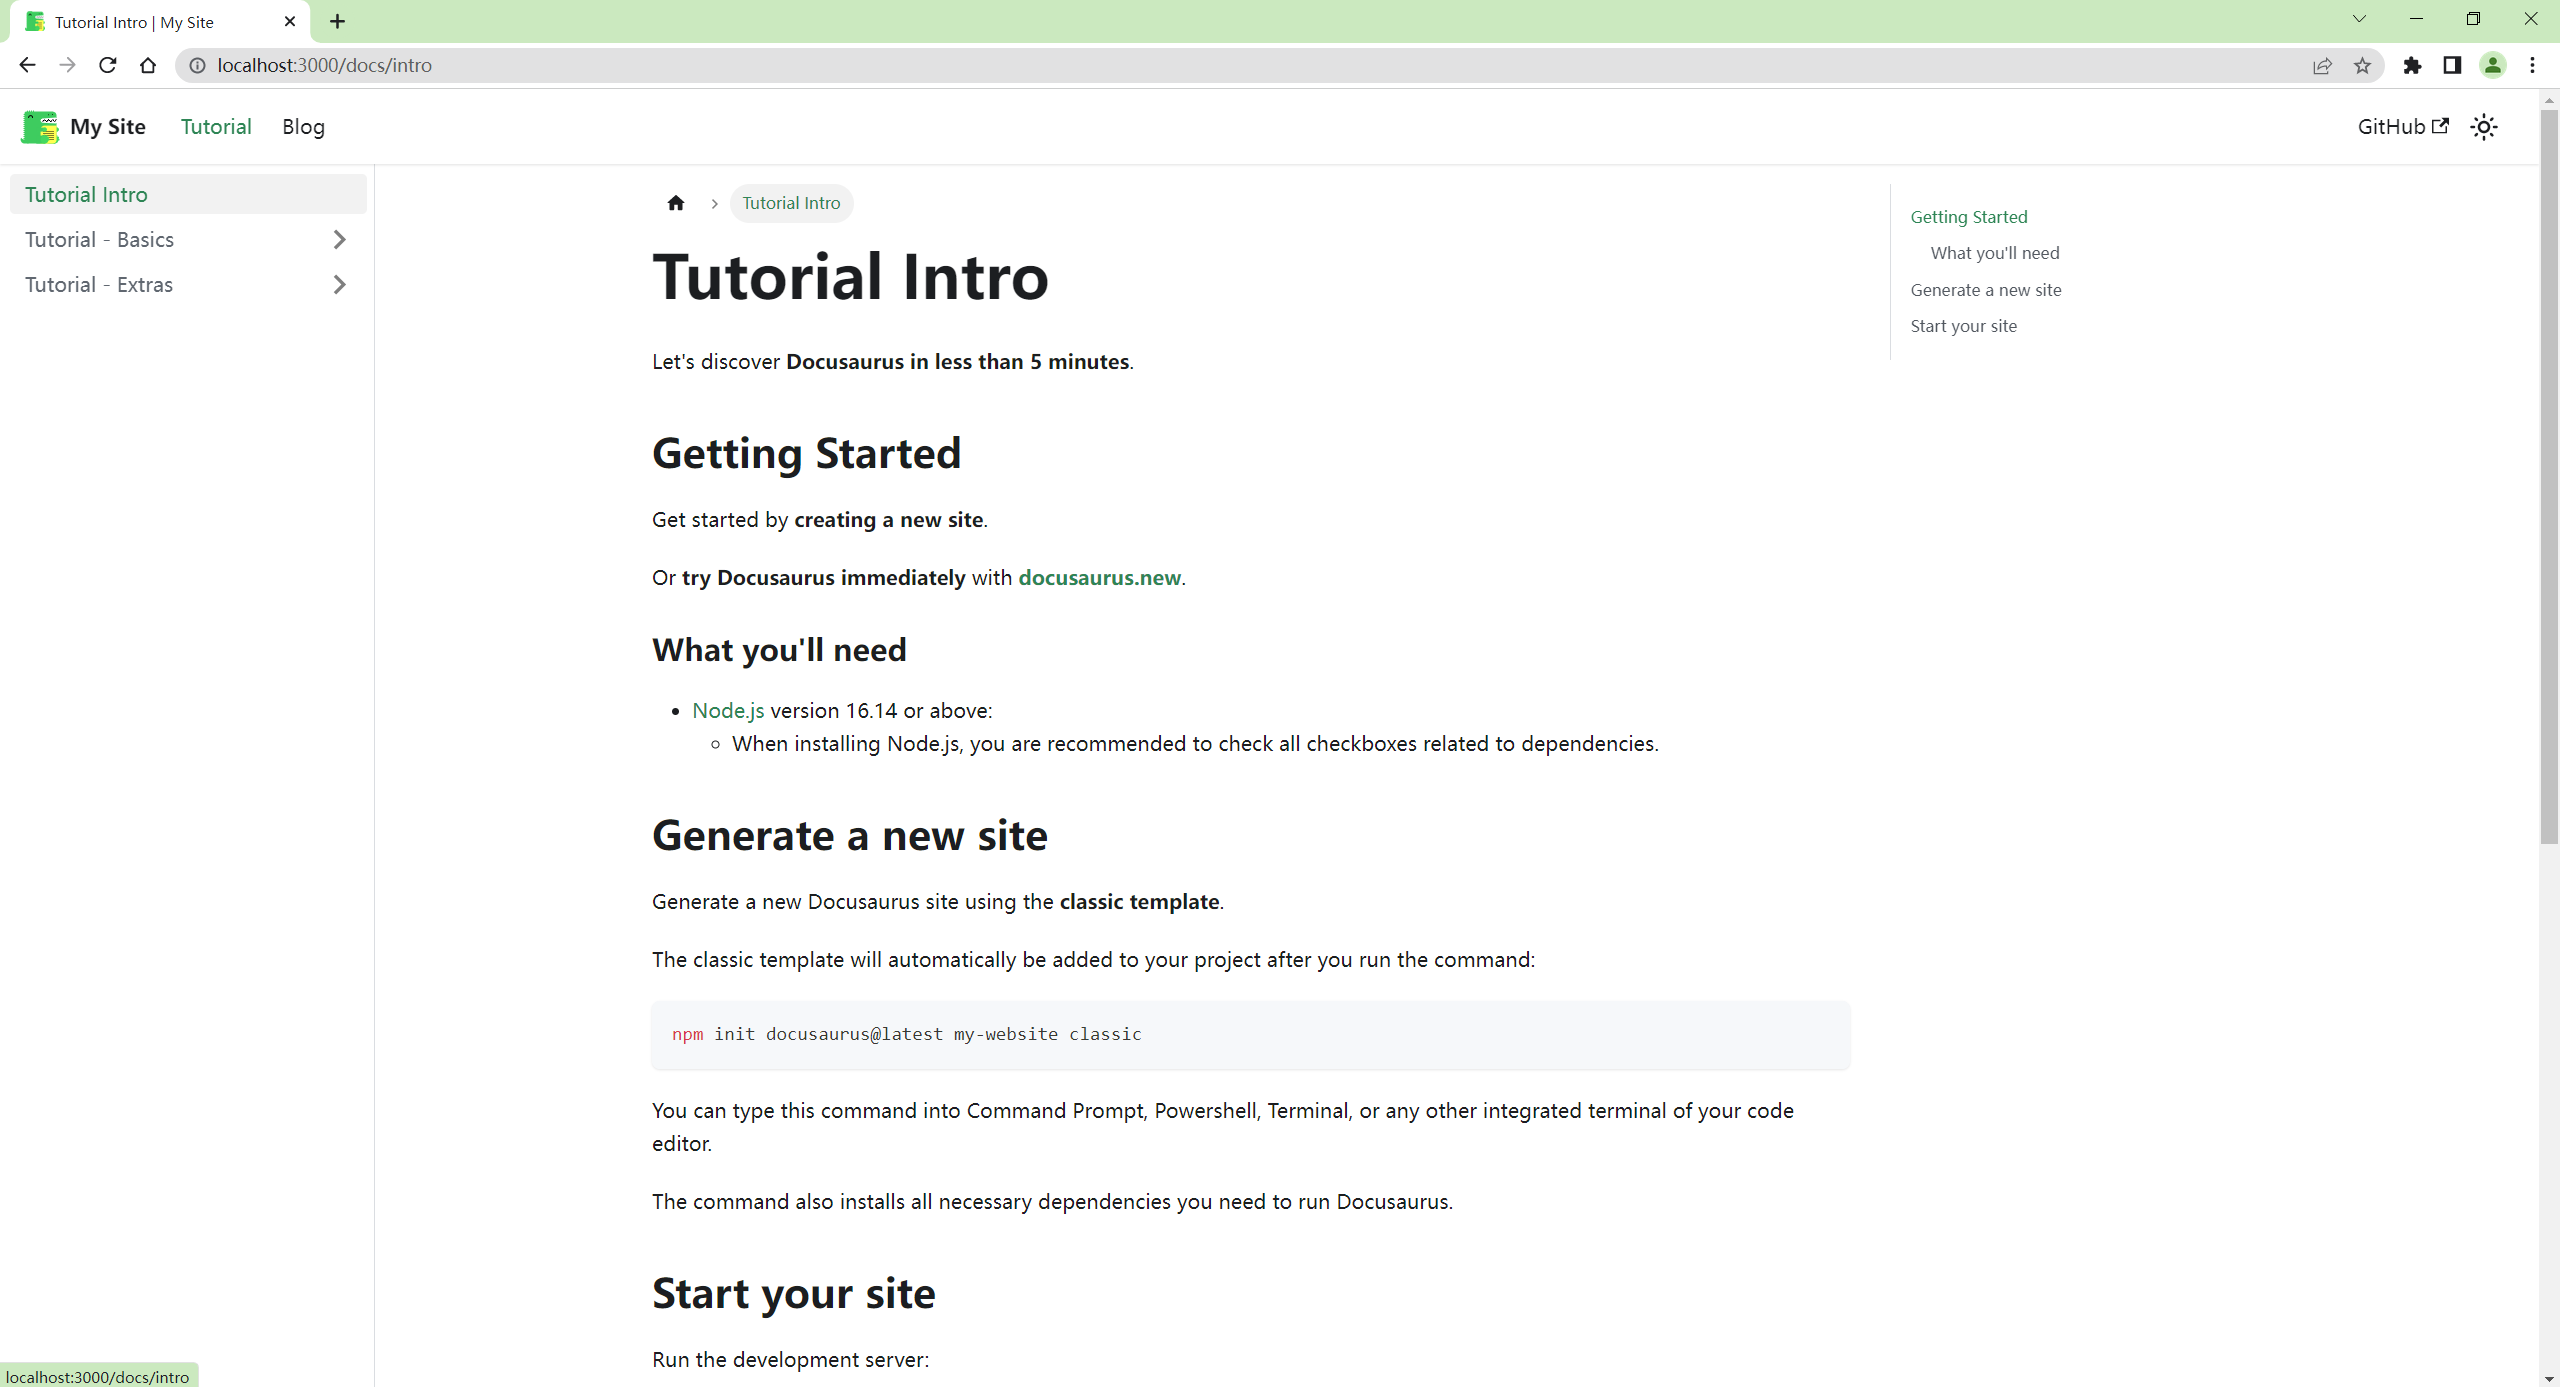 Tutorial Intro | My Site
localhost:3000/docs/intro
My Site
Tutorial
Blog
GitHub
Tutorial Intro
Tutorial - Basics
Tutorial - Extras
Tutorial Intro
Tutorial Intro
Let's discover Docusaurus in less than 5 minutes.
Getting Started
Get started by creating a new site.
Or try Docusaurus immediately with docusaurus.new.
What you'll need
Node.js version 16.14 or above:
When installing Node.js, you are recommended to check all checkboxes related to dependencies.
Generate a new site
Generate a new Docusaurus site using the classic template.
The classic template will automatically be added to your project after you run the command:
npm init docusaurus@latest my-website classic
You can type this command into Command Prompt, Powershell, Terminal, or any other integrated terminal of your code
editor.
The command also installs all necessary dependencies you need to run Docusaurus.
Start your site
Run the development server:
Getting Started
What you'll need
Generate a new site
Start your site
localhost:3000/docs/intro